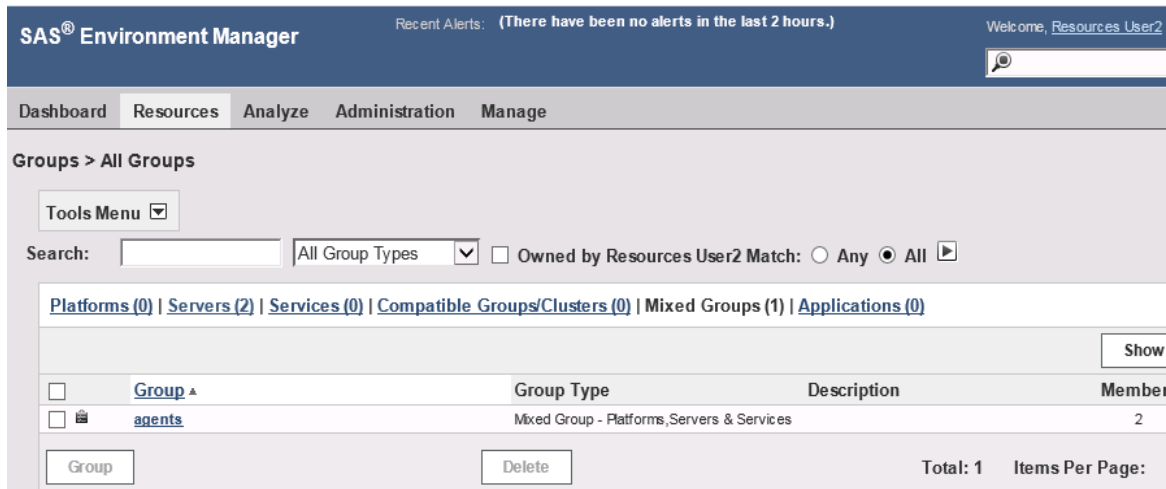 SAS® Environment Manager
Recent Alerts: (There have been no alerts in the last 2 hours.)
Welcome, Resources User2
Dashboard Resources Analyze Administration Manage
Groups > All Groups
Tools Menu
Search: All Group Types Owned by Resources User2 Match: Any All
Platforms (0) | Servers (2) | Services (0) | Compatible Groups/Clusters (0) | Mixed Groups (1) | Applications (0)
Show
Group Group Type Description Member
agents Mixed Group - Platforms,Servers & Services 2
Group Delete Total: 1 Items Per Page: